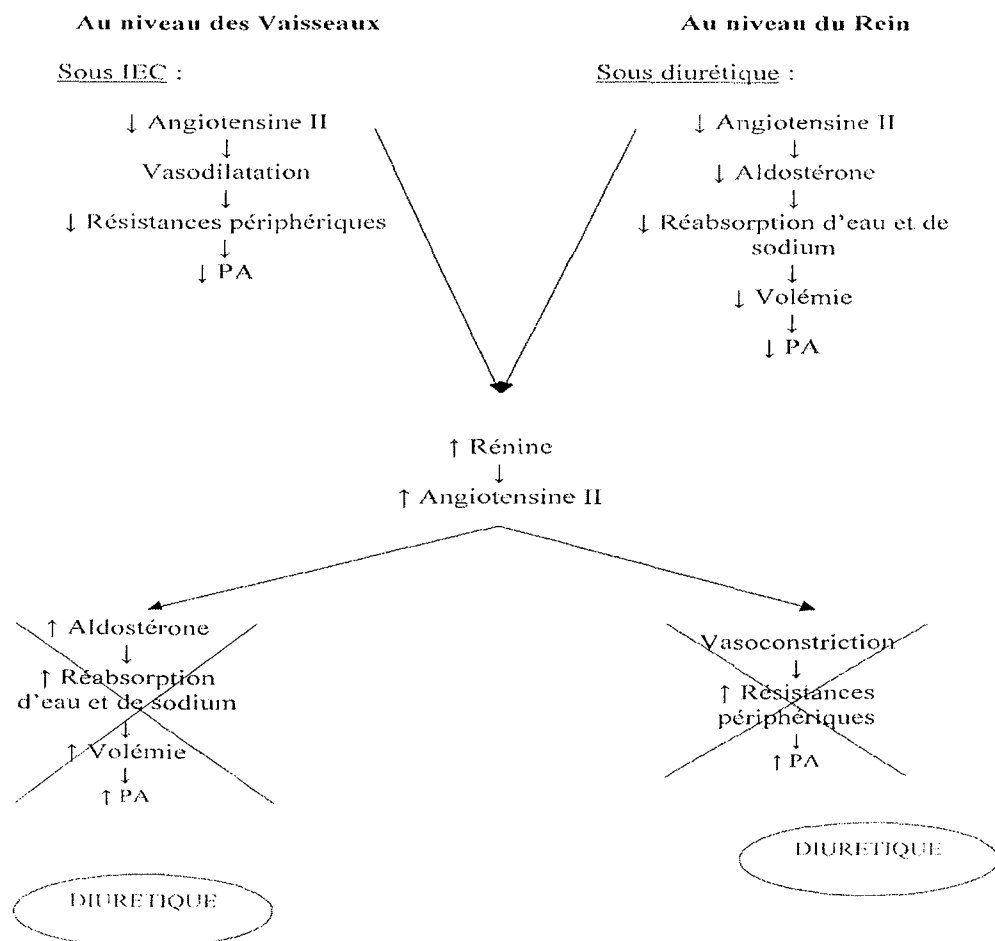 Au niveau des Vaisseaux
Sous IEC :
↓ Angiotensine II
↓
Vasodilatation
↓
↓ Résistances périphériques
↓
↓ PA
Au niveau du Rein
Sous diurétique :
↓ Angiotensine II
↓
↓ Aldostérone
↓
↓ Réabsorption d'eau et de
sodium
↓
↓ Volémie
↓
↓ PA
↑ Rénine
↓
↑ Angiotensine II
↑ Aldostérone
↓
↑ Réabsorption
d'eau et de sodium
↓
↑ Volémie
↓
↑ PA
DIURETIQUE
Vasoconstriction
↓
↑ Résistances
périphériques
↓
↑ PA
DIURETIQUE